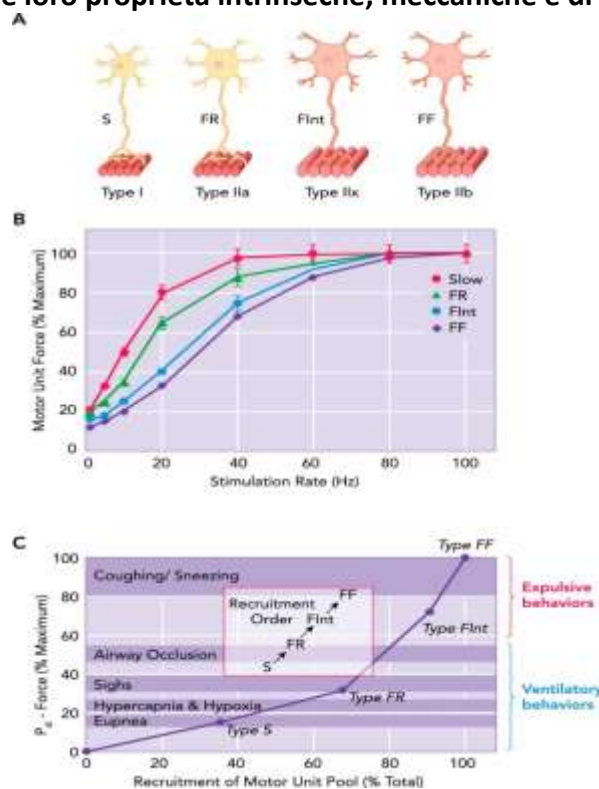 e loro proprietà intrinseche, meccaniche e di
A
S
FR
FInt
FF
Type I
Type IIa
Type IIx
Type IIb
B
Motor Unit Force (% Maximum)
100
80
60
40
20
0
Slow
FR
FInt
FF
0
20
40
60
80
100
Stimulation Rate (Hz)
C
Type FF
100
80
60
40
20
0
Coughing/ Sneezing
Recruitment
Order
S
FR
FInt
FF
Airway Occlusion
Sighs
Hypercapnia & Hypoxia
Eupnea
Type S
Type FR
Type FInt
Expulsive
behaviors
Ventilatory
behaviors
- Force (% Maximum)
0
20
40
60
80
100
Recruitment of Motor Unit Pool (% Total)